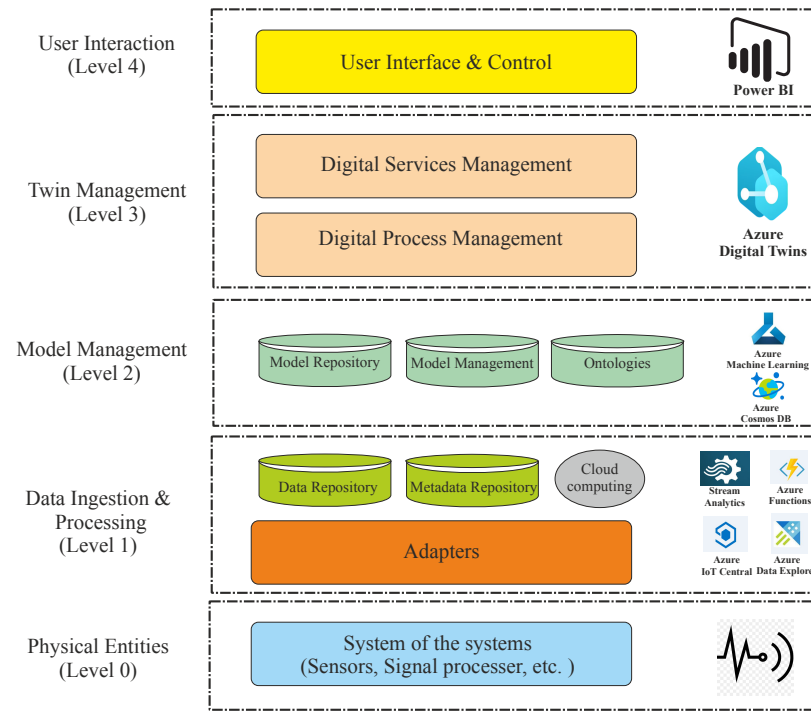 User Interaction
(Level 4)
User Interface & Control
Power BI
Twin Management
(Level 3)
Digital Services Management
Digital Process Management
Azure
Digital Twins
Model Management
(Level 2)
Model Repository
Model Management
Ontologies
Azure
Machine Learning
Azure
Cosmos DB
Data Ingestion &
Processing
(Level 1)
Data Repository
Metadata Repository
Cloud
computing
Adapters
Stream
Analytics
Azure
Functions
Azure
IoT Central
Azure
Data Explore
Physical Entities
(Level 0)
System of the systems
(Sensors, Signal processer, etc. )